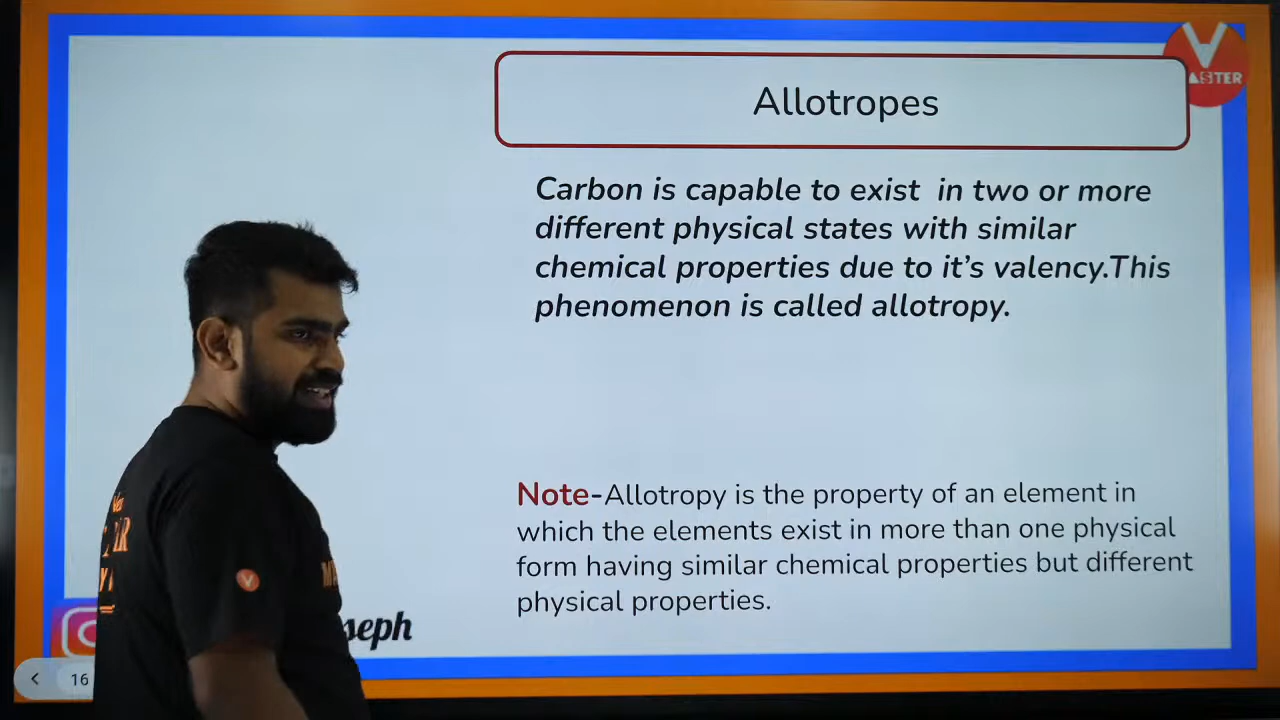 Allotropes
Carbon is capable to exist in two or more
different physical states with similar
chemical properties due to it's valency.This
phenomenon is called allotropy.
Note-Allotropy is the property of an element in
which the elements exist in more than one physical
form having similar chemical properties but different
physical properties.
seph
16
V